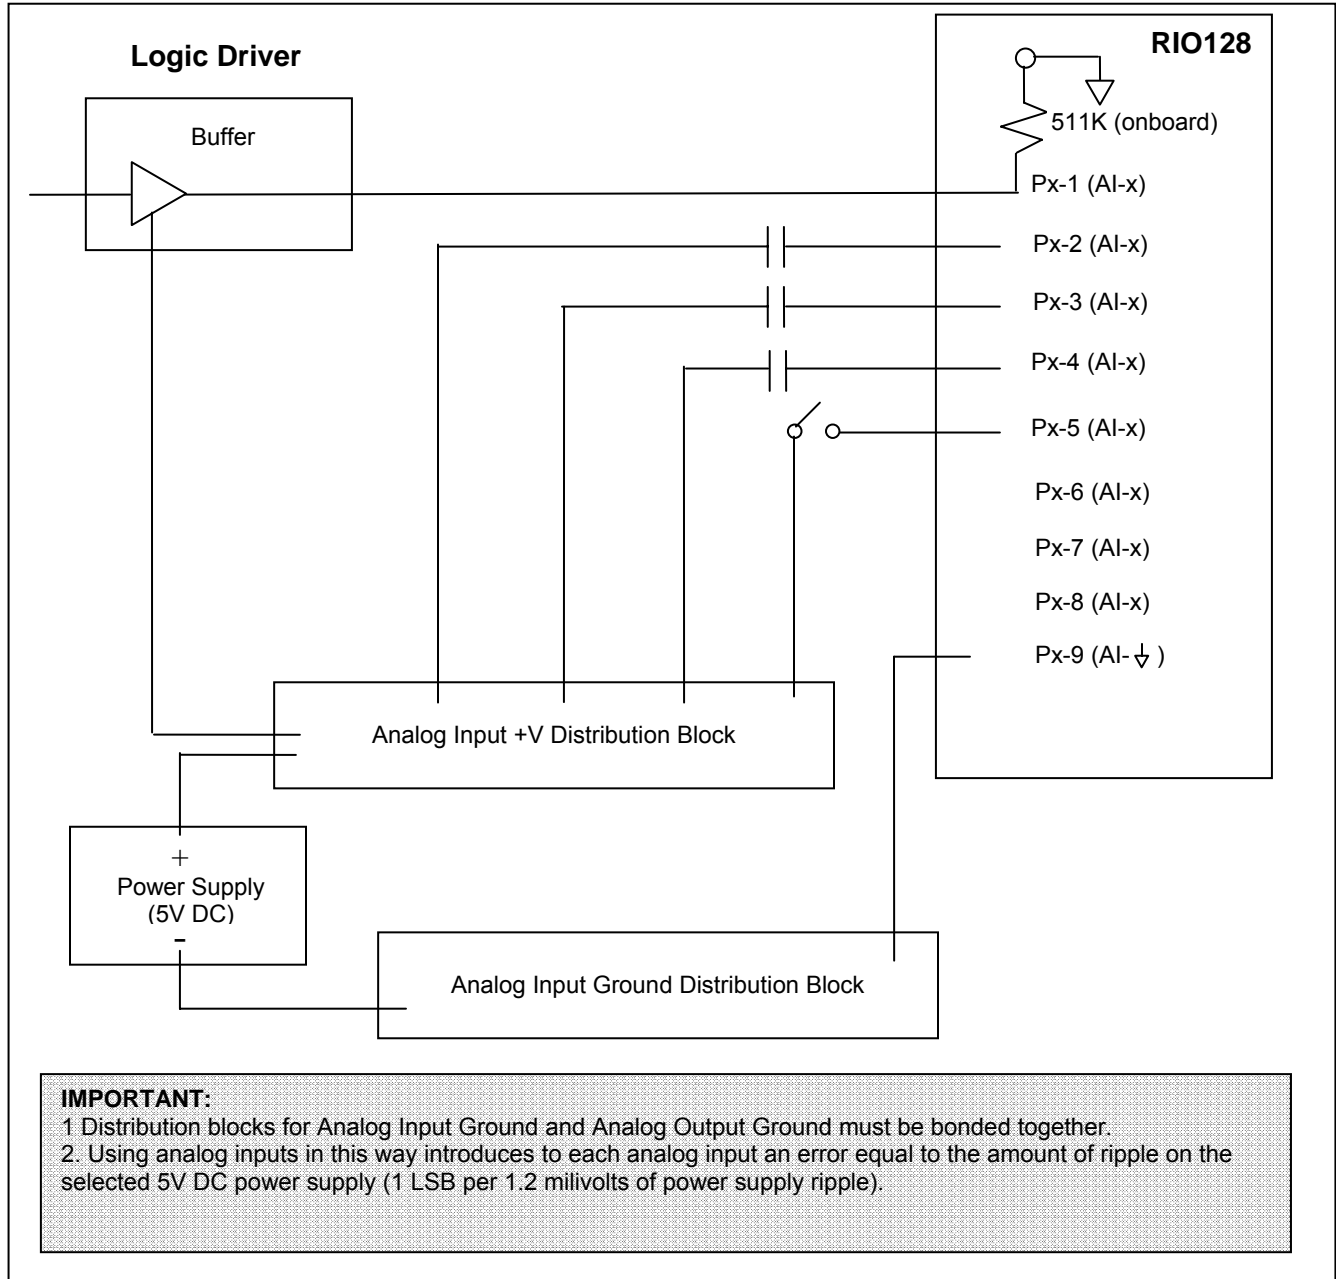 Logic Driver
RIO128
Buffer
511K (onboard)
Px-1 (AI-x)
Px-2 (AI-x)
Px-3 (AI-x)
Px-4 (AI-x)
Px-5 (AI-x)
Px-6 (AI-x)
Px-7 (AI-x)
Px-8 (AI-x)
Px-9 (AI- )
Analog Input +V Distribution Block
+
Power Supply
(5V DC)
-
Analog Input Ground Distribution Block
IMPORTANT:
1 Distribution blocks for Analog Input Ground and Analog Output Ground must be bonded together.
2. Using analog inputs in this way introduces to each analog input an error equal to the amount of ripple on the
selected 5V DC power supply (1 LSB per 1.2 milivolts of power supply ripple).